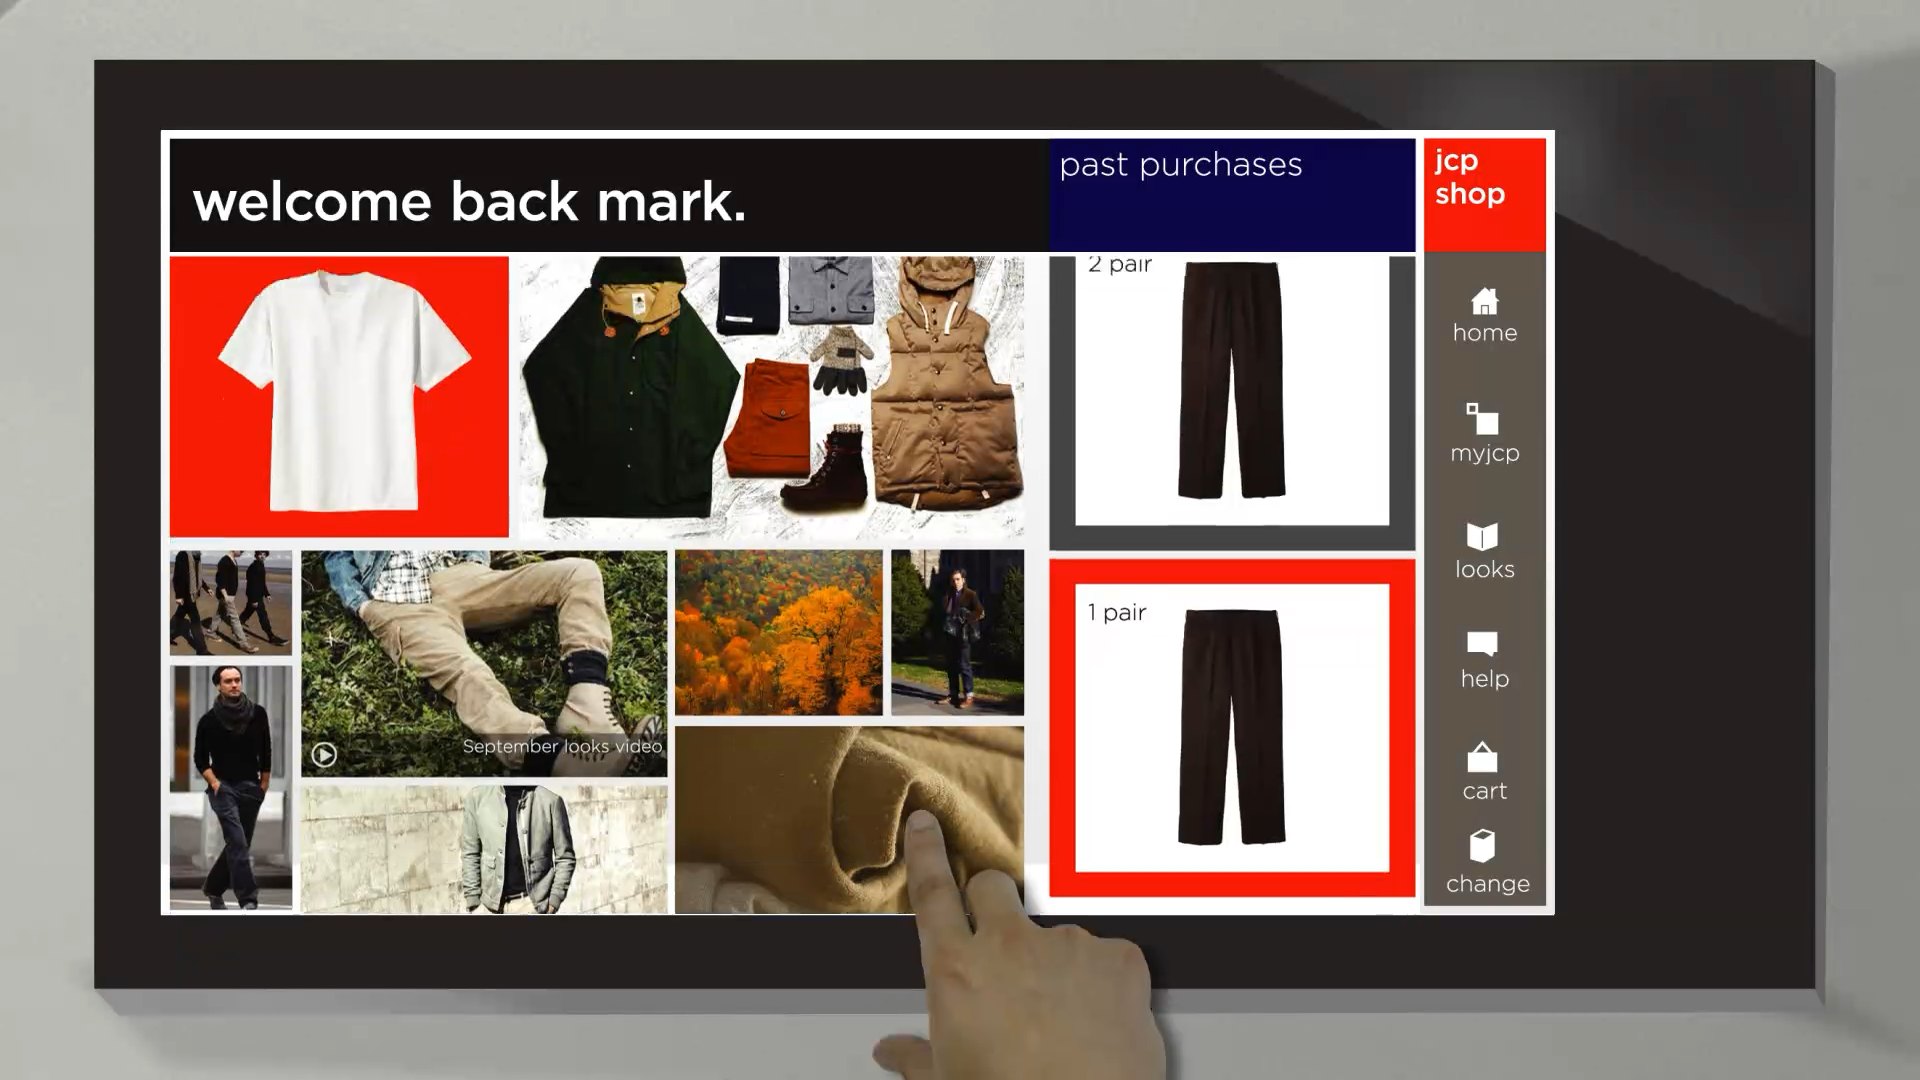 welcome back mark.
past purchases
jcp
shop
2 pair
1 pair
September looks video
home
myjcp
looks
help
cart
change